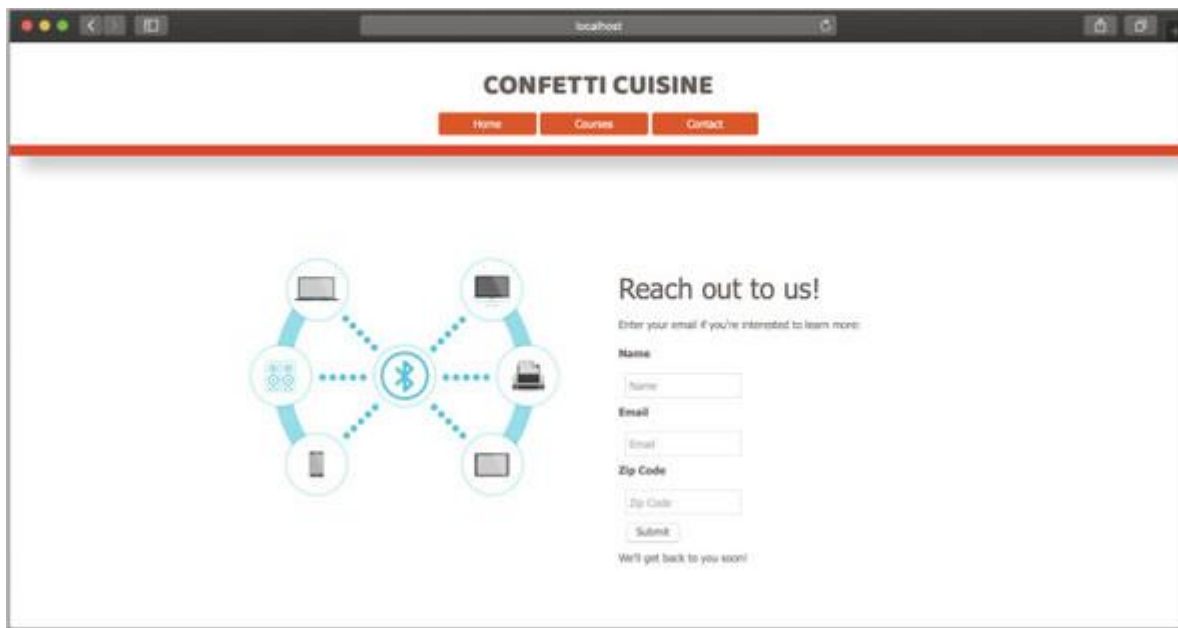 localhost
CONFETTI CUISINE
Home Courses Contact
Reach out to us!
Enter your email if you're interested to learn more:
Name
Name
Email
Email
Zip Code
Zip Code
Submit
We'll get back to you soon!